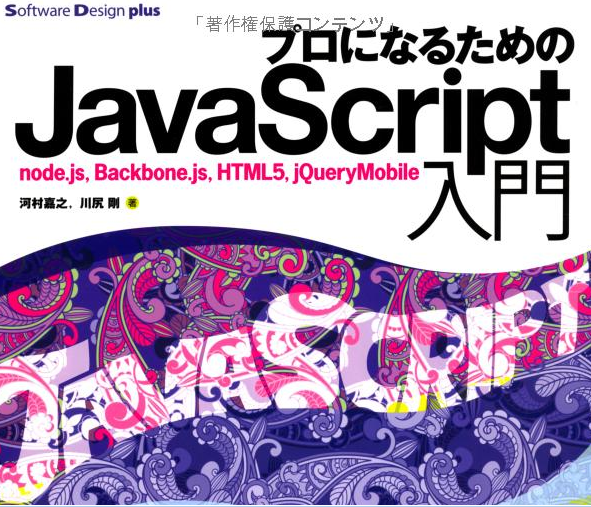 Software Design plus
「著作権保護コンテンツ」
プロになるための
JavaScript
node.js, Backbone.js, HTML5, jQueryMobile
入門
河村嘉之, 川尻 剛 著
JAVASCRIPT